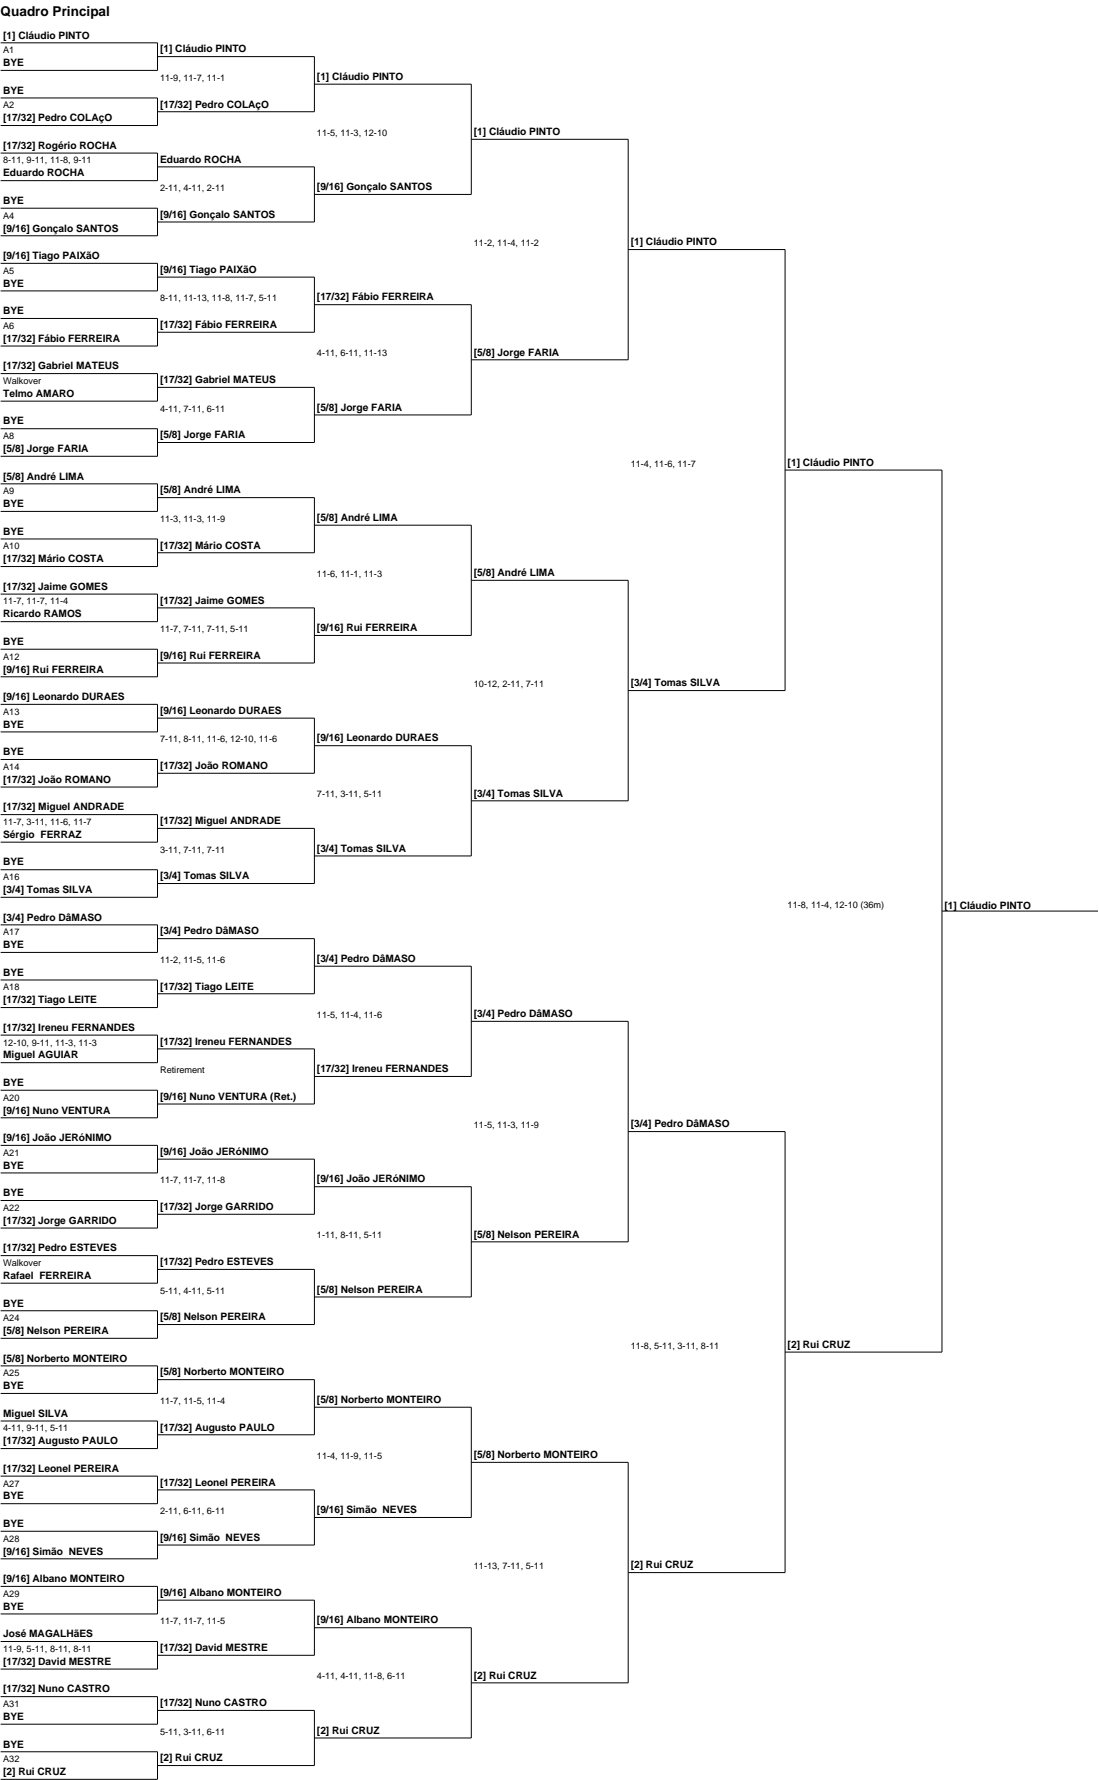 Quadro Principal
[1] Cláudio PINTO
A1
BYE
[1] Cláudio PINTO
11-9, 11-7, 11-1
[1] Cláudio PINTO
BYE
A2
[17/32] Pedro COLAçO
[17/32] Pedro COLAçO
11-5, 11-3, 12-10
[1] Cláudio PINTO
[17/32] Rogério ROCHA
8-11, 9-11, 11-8, 9-11
Eduardo ROCHA
Eduardo ROCHA
2-11, 4-11, 2-11
[9/16] Gonçalo SANTOS
BYE
A4
[9/16] Gonçalo SANTOS
[9/16] Gonçalo SANTOS
11-2, 11-4, 11-2
[1] Cláudio PINTO
[9/16] Tiago PAIXãO
A5
BYE
[9/16] Tiago PAIXãO
8-11, 11-13, 11-8, 11-7, 5-11
[17/32] Fábio FERREIRA
BYE
A6
[17/32] Fábio FERREIRA
[17/32] Fábio FERREIRA
4-11, 6-11, 11-13
[5/8] Jorge FARIA
[17/32] Gabriel MATEUS
Walkover
Telmo AMARO
[17/32] Gabriel MATEUS
4-11, 7-11, 6-11
[5/8] Jorge FARIA
BYE
A8
[5/8] Jorge FARIA
[5/8] Jorge FARIA
11-4, 11-6, 11-7
[1] Cláudio PINTO
[5/8] André LIMA
A9
BYE
[5/8] André LIMA
11-3, 11-3, 11-9
[5/8] André LIMA
BYE
A10
[17/32] Mário COSTA
[17/32] Mário COSTA
11-6, 11-1, 11-3
[5/8] André LIMA
[17/32] Jaime GOMES
11-7, 11-7, 11-4
Ricardo RAMOS
[17/32] Jaime GOMES
11-7, 7-11, 7-11, 5-11
[9/16] Rui FERREIRA
BYE
A12
[9/16] Rui FERREIRA
[9/16] Rui FERREIRA
10-12, 2-11, 7-11
[3/4] Tomas SILVA
[9/16] Leonardo DURAES
A13
BYE
[9/16] Leonardo DURAES
7-11, 8-11, 11-6, 12-10, 11-6
[9/16] Leonardo DURAES
BYE
A14
[17/32] João ROMANO
[17/32] João ROMANO
7-11, 3-11, 5-11
[3/4] Tomas SILVA
[17/32] Miguel ANDRADE
11-7, 3-11, 11-6, 11-7
Sérgio  FERRAZ
[17/32] Miguel ANDRADE
3-11, 7-11, 7-11
[3/4] Tomas SILVA
BYE
A16
[3/4] Tomas SILVA
[3/4] Tomas SILVA
11-8, 11-4, 12-10 (36m)
[1] Cláudio PINTO
[3/4] Pedro DâMASO
A17
BYE
[3/4] Pedro DâMASO
11-2, 11-5, 11-6
[3/4] Pedro DâMASO
BYE
A18
[17/32] Tiago LEITE
[17/32] Tiago LEITE
11-5, 11-4, 11-6
[3/4] Pedro DâMASO
[17/32] Ireneu FERNANDES
12-10, 9-11, 11-3, 11-3
Miguel AGUIAR
[17/32] Ireneu FERNANDES
Retirement
[17/32] Ireneu FERNANDES
BYE
A20
[9/16] Nuno VENTURA
[9/16] Nuno VENTURA (Ret.)
11-5, 11-3, 11-9
[3/4] Pedro DâMASO
[9/16] João JERóNIMO
A21
BYE
[9/16] João JERóNIMO
11-7, 11-7, 11-8
[9/16] João JERóNIMO
BYE
A22
[17/32] Jorge GARRIDO
[17/32] Jorge GARRIDO
1-11, 8-11, 5-11
[5/8] Nelson PEREIRA
[17/32] Pedro ESTEVES
Walkover
Rafael  FERREIRA
[17/32] Pedro ESTEVES
5-11, 4-11, 5-11
[5/8] Nelson PEREIRA
BYE
A24
[5/8] Nelson PEREIRA
[5/8] Nelson PEREIRA
11-8, 5-11, 3-11, 8-11
[2] Rui CRUZ
[5/8] Norberto MONTEIRO
A25
BYE
[5/8] Norberto MONTEIRO
11-7, 11-5, 11-4
[5/8] Norberto MONTEIRO
Miguel SILVA
4-11, 9-11, 5-11
[17/32] Augusto PAULO
[17/32] Augusto PAULO
11-4, 11-9, 11-5
[5/8] Norberto MONTEIRO
[17/32] Leonel PEREIRA
A27
BYE
[17/32] Leonel PEREIRA
2-11, 6-11, 6-11
[9/16] Simão  NEVES
BYE
A28
[9/16] Simão  NEVES
[9/16] Simão  NEVES
11-13, 7-11, 5-11
[2] Rui CRUZ
[9/16] Albano MONTEIRO
A29
BYE
[9/16] Albano MONTEIRO
11-7, 11-7, 11-5
[9/16] Albano MONTEIRO
José MAGALHãES
11-9, 5-11, 8-11, 8-11
[17/32] David MESTRE
[17/32] David MESTRE
4-11, 4-11, 11-8, 6-11
[2] Rui CRUZ
[17/32] Nuno CASTRO
A31
BYE
[17/32] Nuno CASTRO
5-11, 3-11, 6-11
[2] Rui CRUZ
BYE
A32
[2] Rui CRUZ
[2] Rui CRUZ